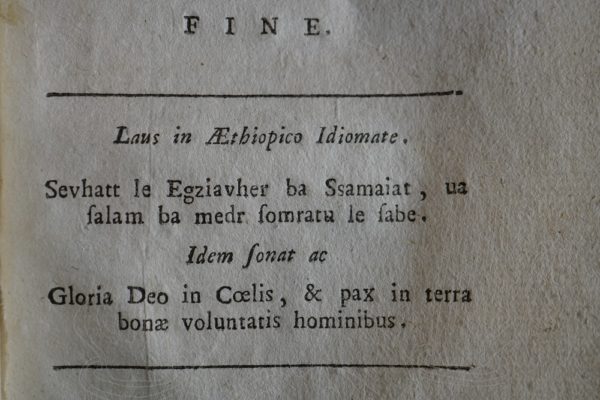 FINE.
Laus in Æthiopico Idiomate.
Sevhatt le Egziavher ba Ssamaiat, ua
ſalam ba medr ſomratu le ſabe.
Idem ſonat ac
Gloria Deo in Cœlis, & pax in terra
bonæ voluntatis hominibus.